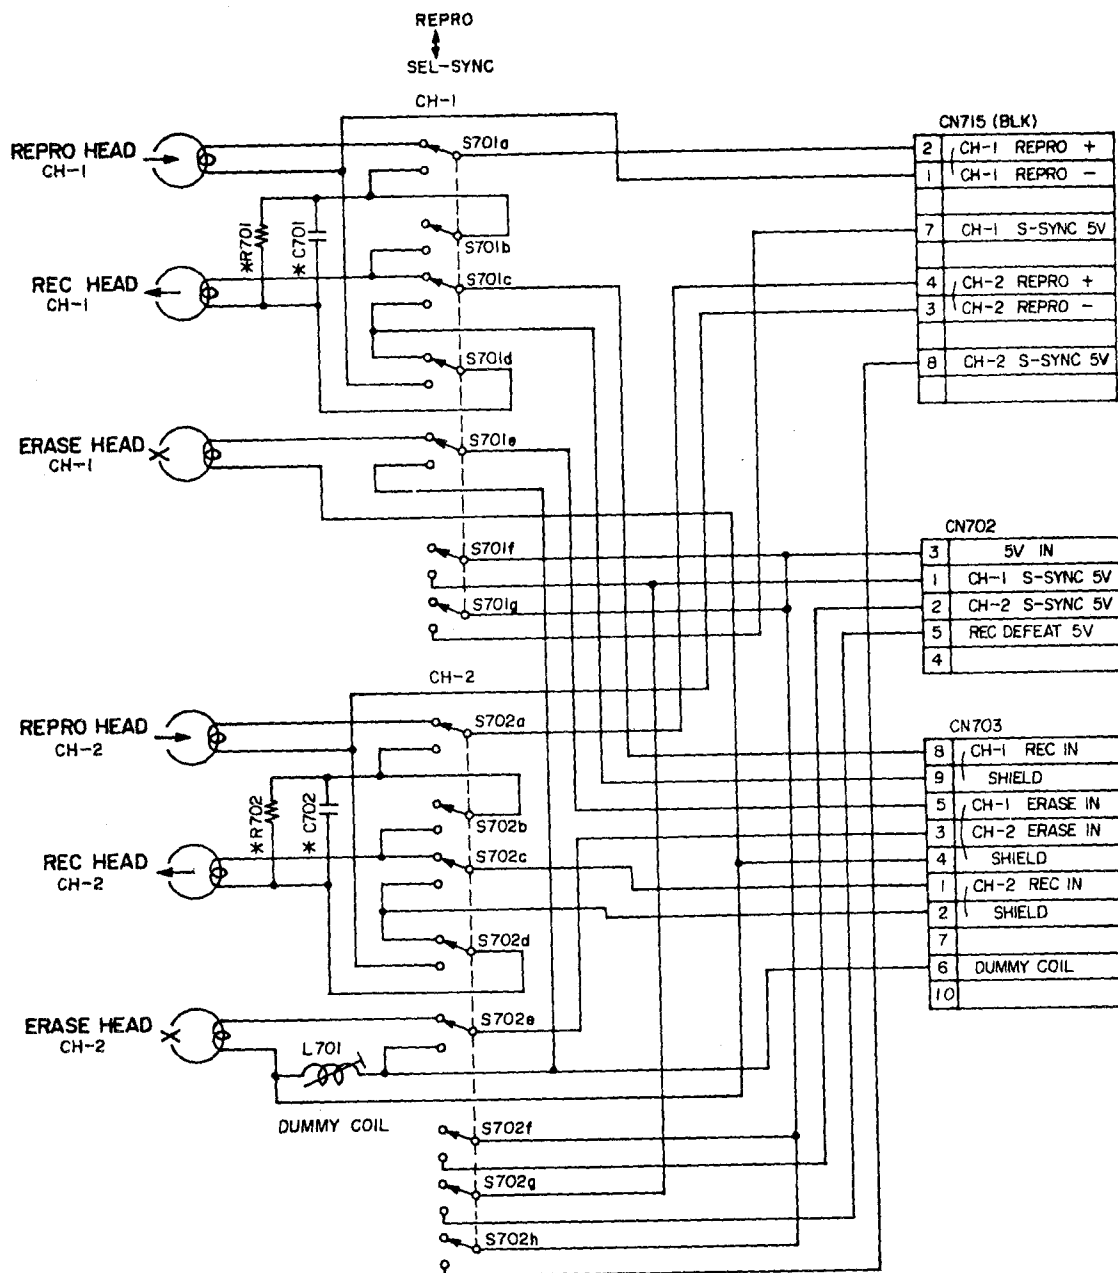 REPRO
SEL-SYNC
CH-1
REPRO HEAD
CH-1
S701a
*R701
*C701
S701b
REC HEAD
CH-1
S701c
S701d
ERASE HEAD
CH-1
S701e
S701f
S701g
CN715 (BLK)
2 CH-1 REPRO +
1 CH-1 REPRO -
7 CH-1 S-SYNC 5V
4 CH-2 REPRO +
3 CH-2 REPRO -
8 CH-2 S-SYNC 5V
CN702
3 5V IN
1 CH-1 S-SYNC 5V
2 CH-2 S-SYNC 5V
5 REC DEFEAT 5V
4
CH-2
REPRO HEAD
CH-2
S702a
*R702
*C702
S702b
REC HEAD
CH-2
S702c
S702d
ERASE HEAD
CH-2
S702e
L701
DUMMY COIL
S702f
S702g
S702h
CN703
8 CH-1 REC IN
9 SHIELD
5 CH-1 ERASE IN
3 CH-2 ERASE IN
4 SHIELD
1 CH-2 REC IN
2 SHIELD
7
6 DUMMY COIL
10